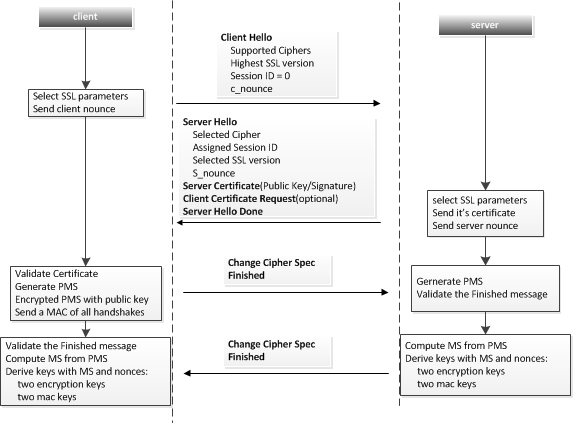 client
server
Client Hello
Supported Ciphers
Highest SSL version
Session ID = 0
c_nounce
Select SSL parameters
Send client nounce
Server Hello
Selected Cipher
Assigned Session ID
Selected SSL version
S_nounce
Server Certificate(Public Key/Signature)
Client Certificate Request(optional)
Server Hello Done
select SSL parameters
Send it's certificate
Send server nounce
Validate Certificate
Generate PMS
Encrypted PMS with public key
Send a MAC of all handshakes
Change Cipher Spec
Finished
Gernerate PMS
Validate the Finished message
Validate the Finished message
Compute MS from PMS
Derive keys with MS and nonces:
two encryption keys
two mac keys
Change Cipher Spec
Finished
Compute MS from PMS
Derive keys with MS and nonces:
two encryption keys
two mac keys